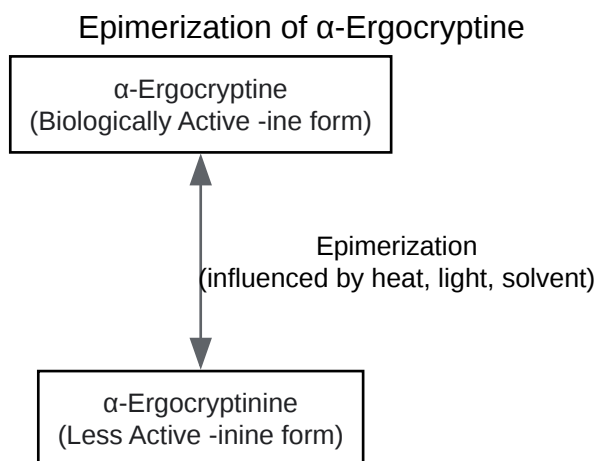 Epimerization of α-Ergocryptine
α-Ergocryptine
(Biologically Active -ine form)
Epimerization
(influenced by heat, light, solvent)
α-Ergocryptinine
(Less Active -inine form)